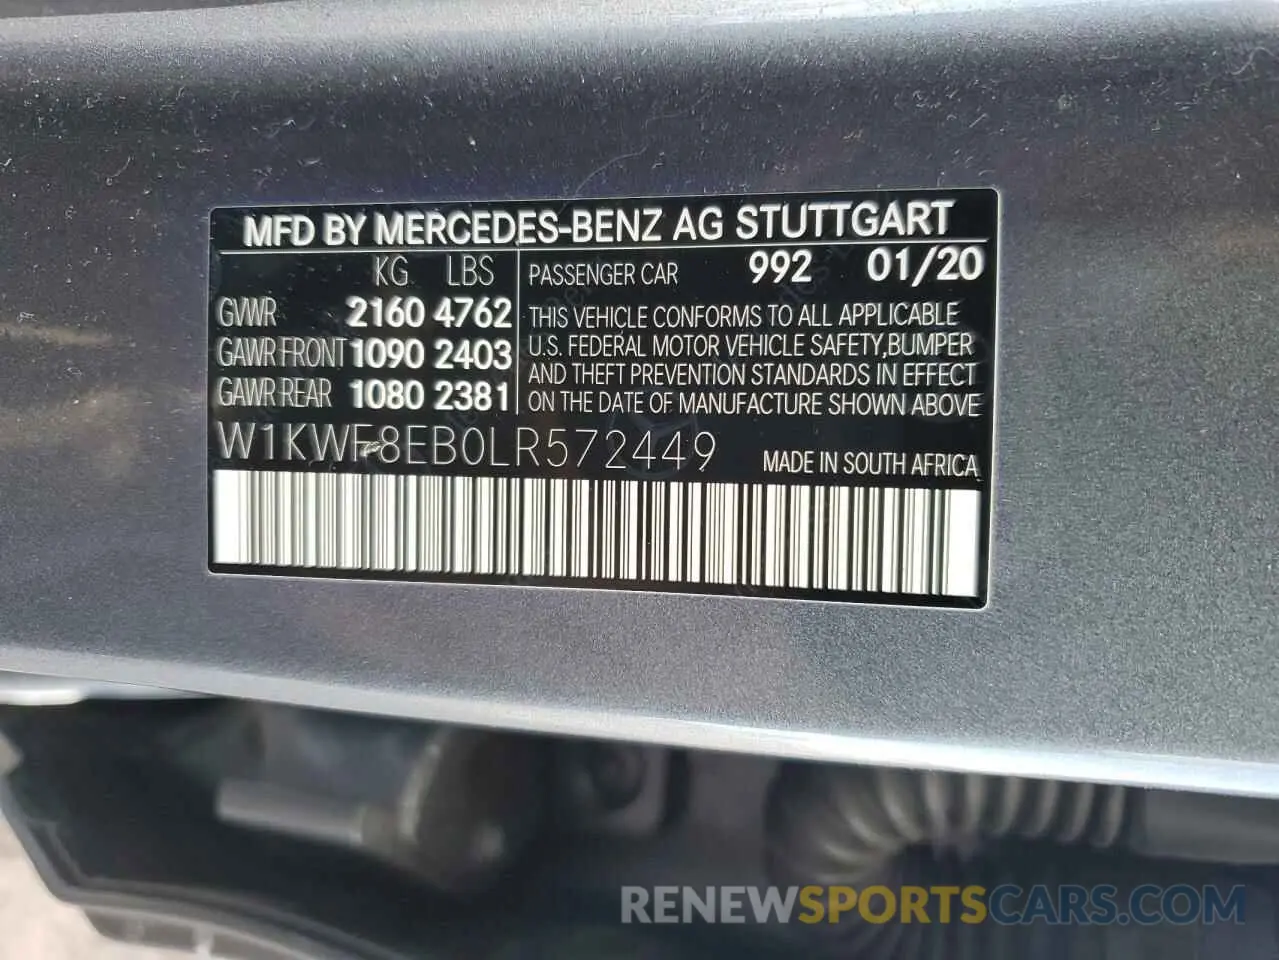 MFD BY MERCEDES-BENZ AG STUTTGART
KG LBS
GVWR 2160 4762
GAWR FRONT 1090 2403
GAWR REAR 1080 2381
PASSENGER CAR 992 01/20
THIS VEHICLE CONFORMS TO ALL APPLICABLE
U.S. FEDERAL MOTOR VEHICLE SAFETY,BUMPER
AND THEFT PREVENTION STANDARDS IN EFFECT
ON THE DATE OF MANUFACTURE SHOWN ABOVE
W1KWF8EB0LR572449
MADE IN SOUTH AFRICA
RENEWSPORTSCARS.COM